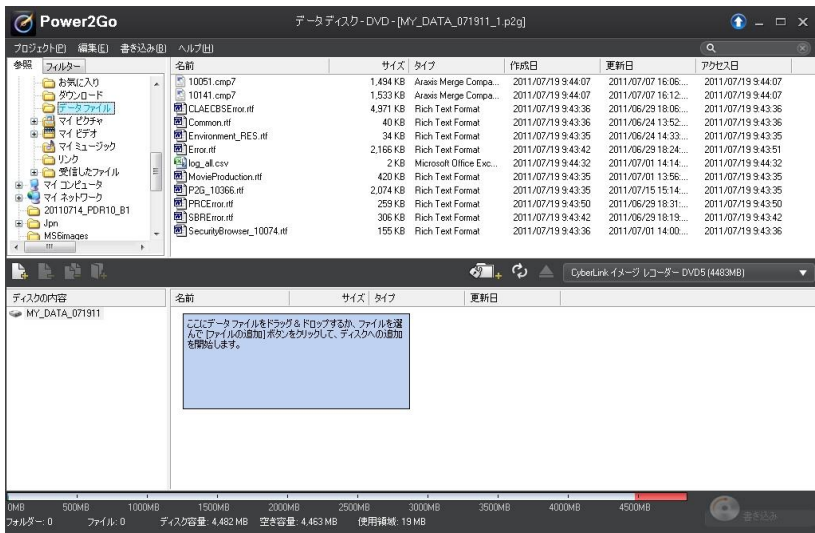 Power2Go
データディスク - DVD - [MY_DATA_071911_1.p2g]
プロジェクト(P) 編集(E) 書き込み(B) ヘルプ(H)
参照 フィルター
名前 サイズ タイプ 作成日 更新日 アクセス日
お気に入り
ダウンロード
データファイル
マイ ピクチャ
マイ ビデオ
マイ ミュージック
リンク
受信したファイル
マイ コンピュータ
マイ ネットワーク
20110714_PDR10_B1
Jpn
MS6images
10051.cmp7 1,494 KB Araxis Merge Compa... 2011/07/19 9:44:07 2011/07/07 16:06:... 2011/07/19 9:44:07
10141.cmp7 1,533 KB Araxis Merge Compa... 2011/07/19 9:44:07 2011/07/07 16:12:... 2011/07/19 9:44:07
CLAECBSError.rtf 4,971 KB Rich Text Format 2011/07/19 9:43:36 2011/06/29 18:06:... 2011/07/19 9:43:36
Common.rtf 40 KB Rich Text Format 2011/07/19 9:43:36 2011/06/24 13:52:... 2011/07/19 9:43:36
Environment_RES.rtf 34 KB Rich Text Format 2011/07/19 9:43:35 2011/06/24 14:33:... 2011/07/19 9:43:35
Error.rtf 2,166 KB Rich Text Format 2011/07/19 9:43:42 2011/06/29 18:24:... 2011/07/19 9:43:51
log_all.csv 2 KB Microsoft Office Exc... 2011/07/19 9:44:32 2011/07/01 14:14:... 2011/07/19 9:44:32
MovieProduction.rtf 420 KB Rich Text Format 2011/07/19 9:43:35 2011/07/01 13:56:... 2011/07/19 9:43:35
P2G_10366.rtf 2,074 KB Rich Text Format 2011/07/19 9:43:35 2011/07/15 15:14:... 2011/07/19 9:43:35
PRCError.rtf 259 KB Rich Text Format 2011/07/19 9:43:50 2011/06/29 18:31:... 2011/07/19 9:43:50
SBRError.rtf 306 KB Rich Text Format 2011/07/19 9:43:42 2011/06/29 18:19:... 2011/07/19 9:43:42
SecurityBrowser_10074.rtf 155 KB Rich Text Format 2011/07/19 9:43:36 2011/07/01 14:00:... 2011/07/19 9:43:36
CyberLink イメージ レコーダー DVD5 (4483MB)
ディスクの内容
名前 サイズ タイプ 更新日
MY_DATA_071911
ここにデータ ファイルをドラッグ & ドロップするか、ファイルを選
んで [ファイルの追加] ボタンをクリックして、ディスクへの追加
を開始します。
0MB 500MB 1000MB 1500MB 2000MB 2500MB 3000MB 3500MB 4000MB 4500MB
フォルダー: 0 ファイル: 0 ディスク容量: 4,482 MB 空き容量: 4,463 MB 使用領域: 19 MB
書き込み